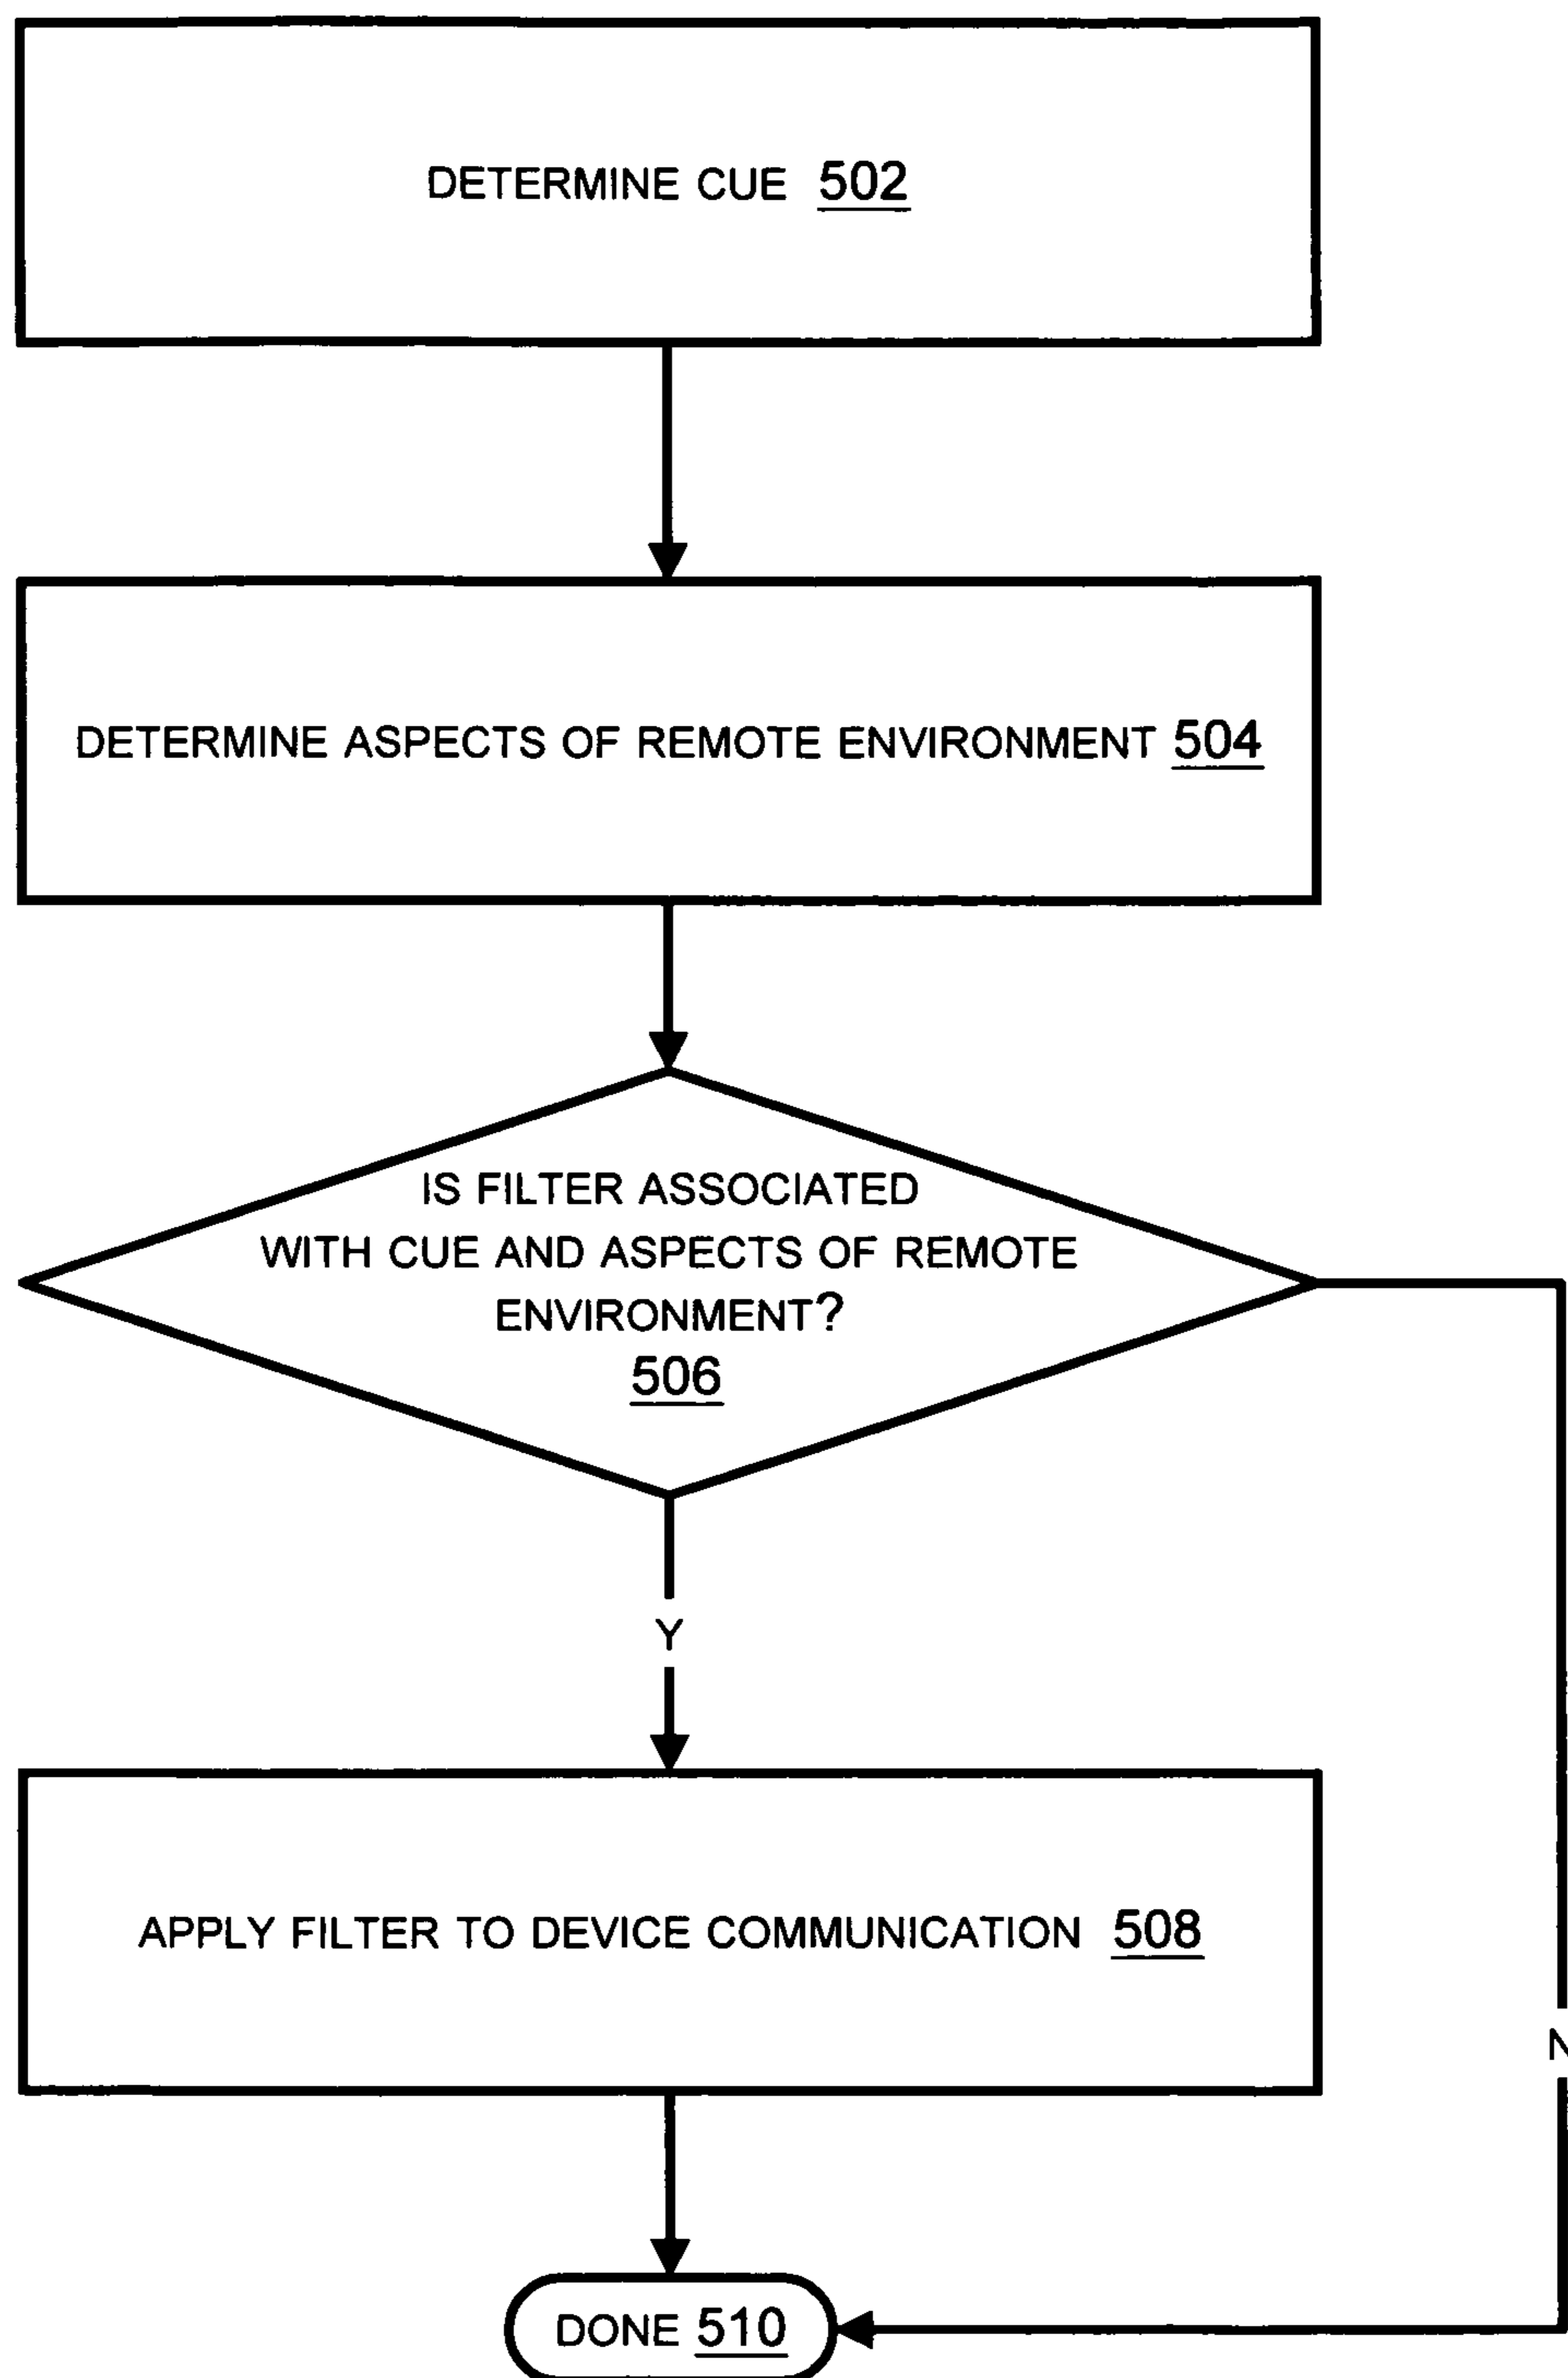 DETERMINE CUE 502
DETERMINE ASPECTS OF REMOTE ENVIRONMENT 504
IS FILTER ASSOCIATED
WITH CUE AND ASPECTS OF REMOTE
ENVIRONMENT?
506
Y
APPLY FILTER TO DEVICE COMMUNICATION 508
N
DONE 510